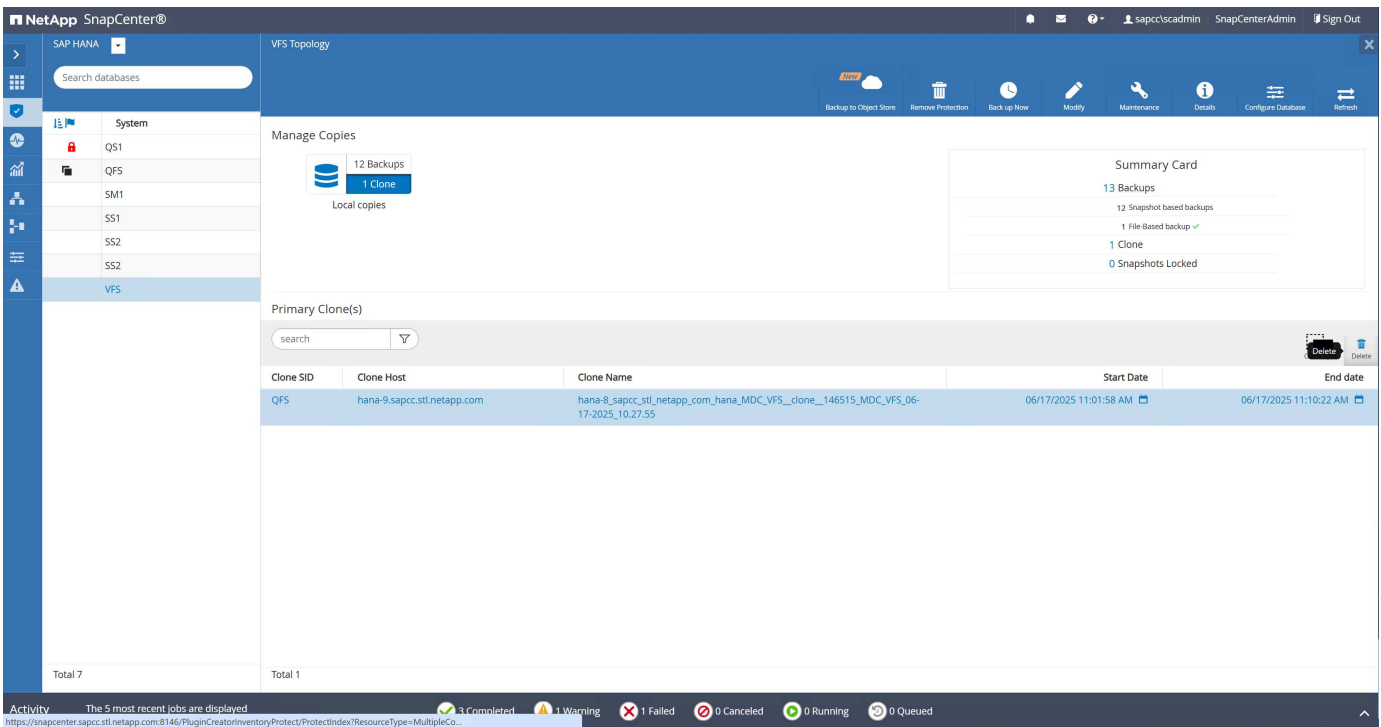 NetApp SnapCenter®
sapcc\scadmin SnapCenterAdmin Sign Out
SAP HANA
Search databases
System
QS1
QFS
SM1
SS1
SS2
SS2
VFS
Total 7
VFS Topology
New
Backup to Object Store Remove Protection Back up Now Modify Maintenance Details Configure Database Refresh
Manage Copies
12 Backups
1 Clone
Local copies
Summary Card
13 Backups
12 Snapshot based backups
1 File-Based backup
1 Clone
0 Snapshots Locked
Primary Clone(s)
search
Delete
Delete
Clone SID Clone Host Clone Name Start Date End date
QFS hana-9.sapcc.stl.netapp.com hana-8_sapcc_stl_netapp_com_hana_MDC_VFS__clone__146515_MDC_VFS_06-
17-2025_10.27.55 06/17/2025 11:01:58 AM 06/17/2025 11:10:22 AM
Total 1
Activity The 5 most recent jobs are displayed 3 Completed 1 Warning 1 Failed 0 Canceled 0 Running 0 Queued
https://snapcenter.sapcc.stl.netapp.com:8146/PluginCreatorInventoryProtect/ProtectIndex?ResourceType=MultipleCo...